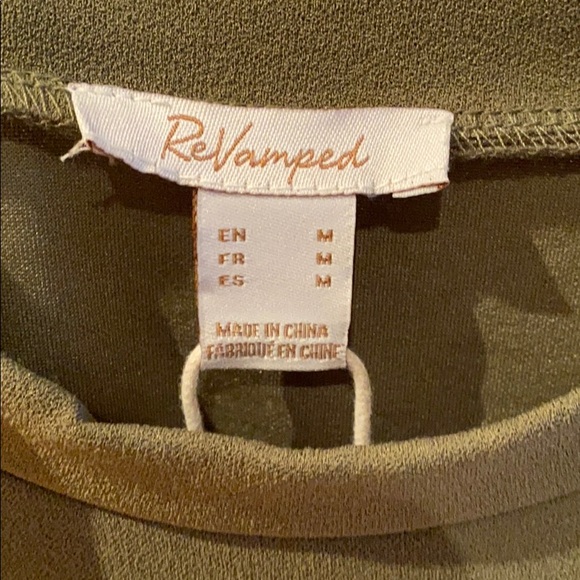 ReVamped
EN M
FR M
ES M
MADE IN CHINA
FABRIQUÉ EN CHINE